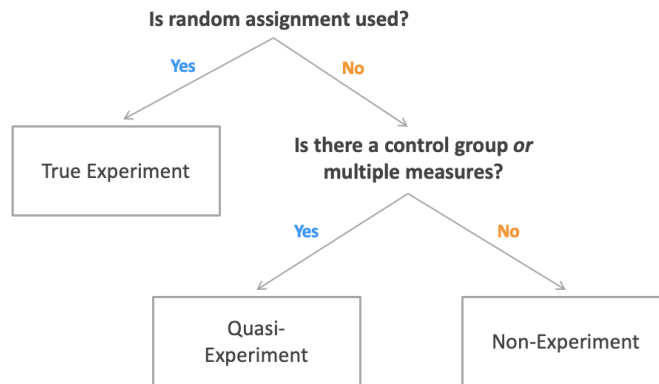 Is random assignment used?
Yes
No
True Experiment
Is there a control group or
multiple measures?
Yes
No
Quasi-
Experiment
Non-Experiment